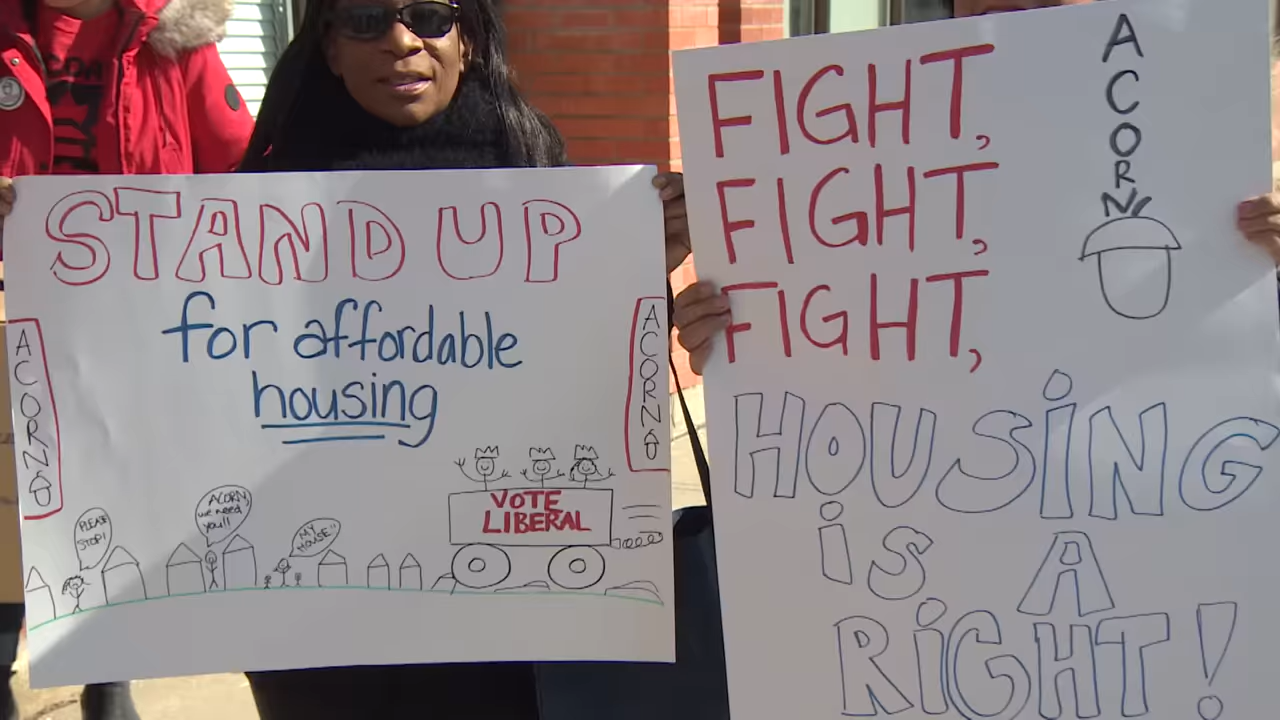 STAND UP
for affordable
housing
ACORN
ACORN
PLEASE
STOP!
ACORN
we need
you!!
MY
HOUSE"
VOTE
LIBERAL
ACORN
FIGHT,
FIGHT,
FIGHT,
HOUSING
is A
RIGHT!